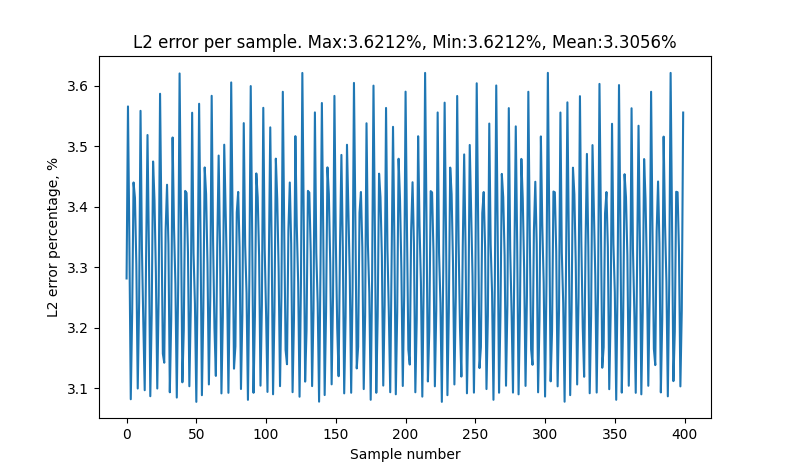 L2 error per sample. Max:3.6212%, Min:3.6212%, Mean:3.3056%
3.6
3.5
3.4
3.3
3.2
3.1
L2 error percentage, %
0 50 100 150 200 250 300 350 400
Sample number